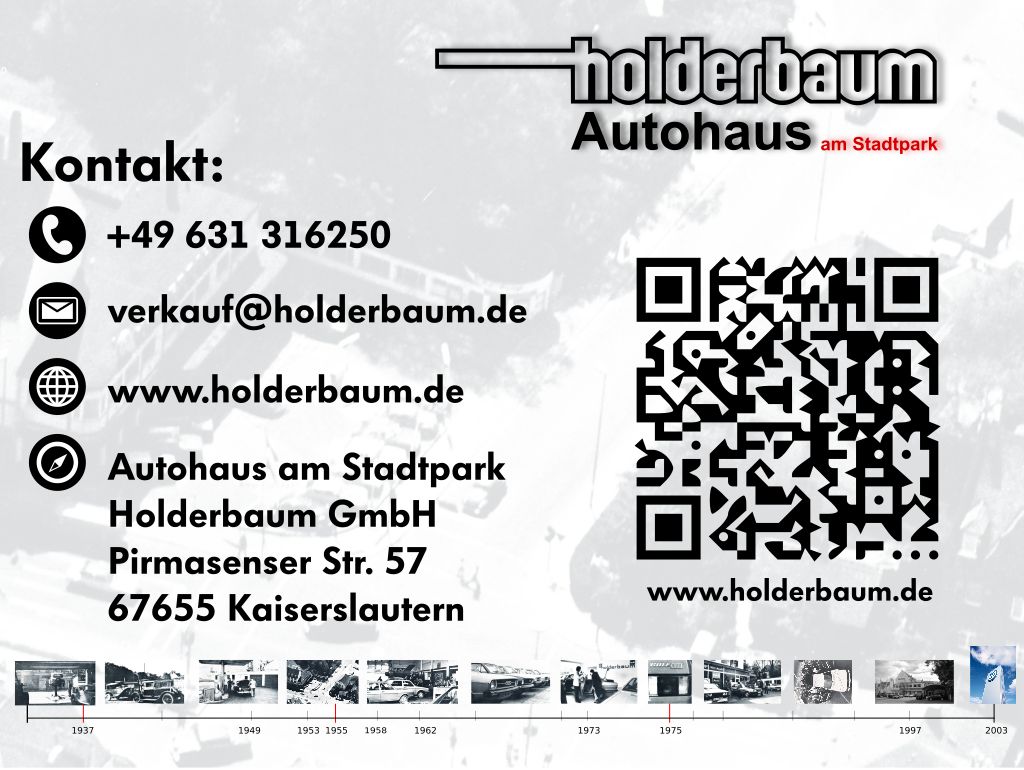 holderbaum
Autohaus am Stadtpark
Kontakt:
+49 631 316250
verkauf@holderbaum.de
www.holderbaum.de
Autohaus am Stadtpark
Holderbaum GmbH
Pirmasenser Str. 57
67655 Kaiserslautern
www.holderbaum.de
1937 1949 1953 1955 1958 1962 1973 1975 1997 2003